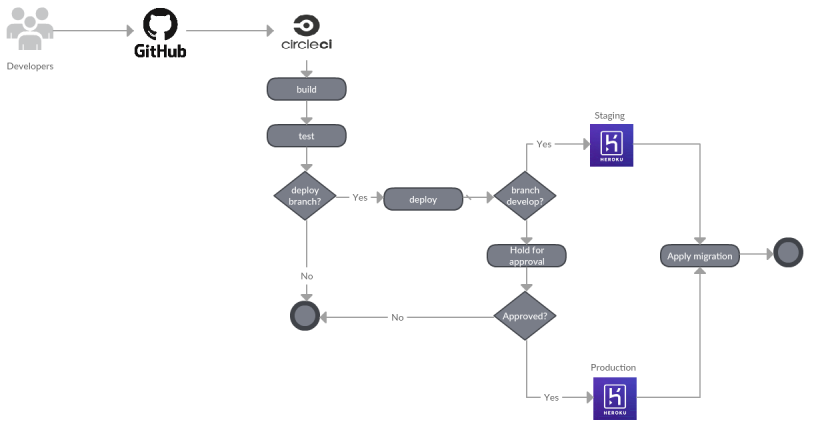 Developers
GitHub
circleci
build
test
deploy
branch?
Yes
deploy
branch
develop?
Yes
Staging
HEROKU
Hold for
approval
Apply migration
No
Approved?
No
Production
Yes
HEROKU